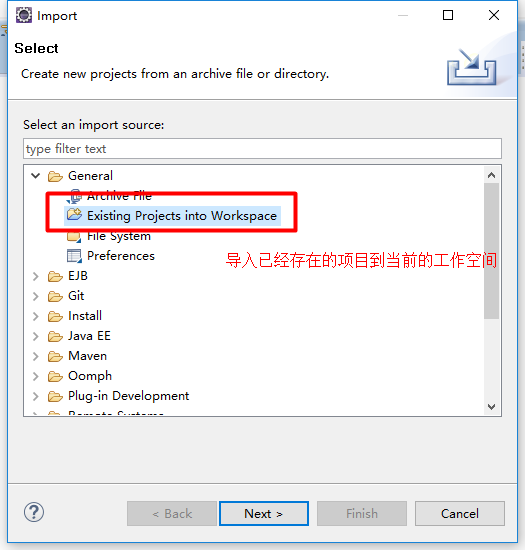 Import
Select
Create new projects from an archive file or directory.
Select an import source:
type filter text
General
Archive File
Existing Projects into Workspace
File System
Preferences
导入已经存在的项目到当前的工作空间
EJB
Git
Install
Java EE
Maven
Oomph
Plug-in Development
Remote Systems
?
< Back
Next >
Finish
Cancel